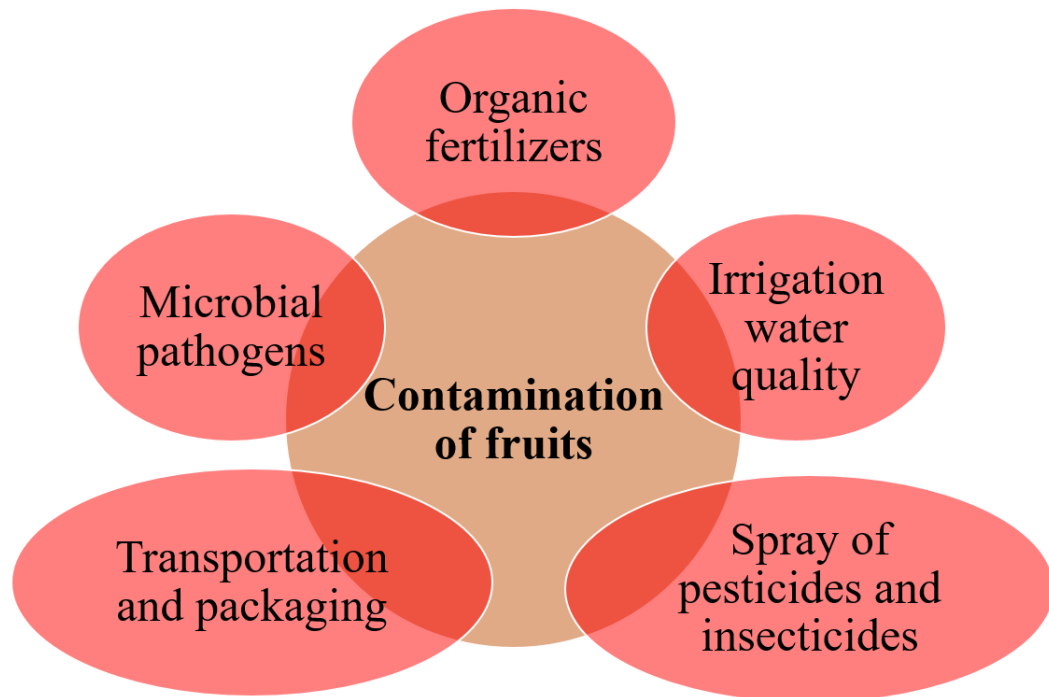 Organic
fertilizers
Microbial
pathogens
Irrigation
water
quality
Contamination
of fruits
Transportation
and packaging
Spray of
pesticides and
insecticides